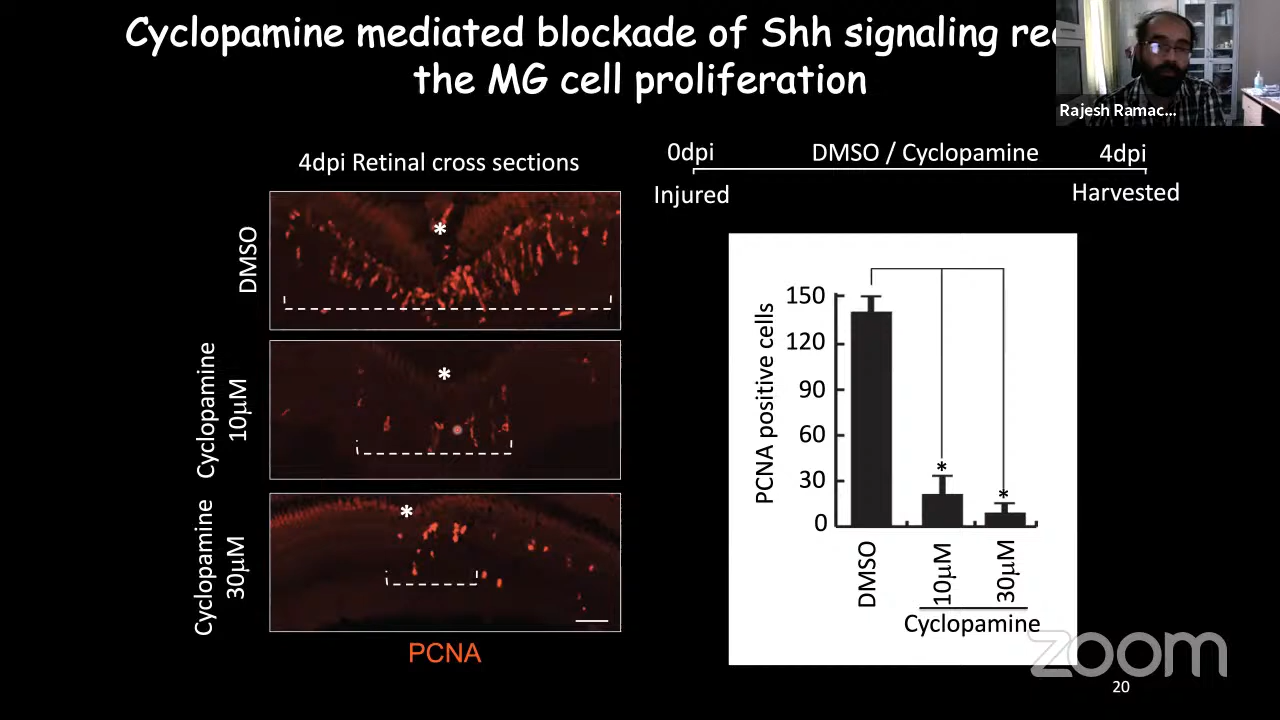 Cyclopamine mediated blockade of Shh signaling
the MG cell proliferation
Rajesh Ramac...
4dpi Retinal cross sections
0dpi
DMSO / Cyclopamine
4dpi
Injured
Harvested
DMSO
*
Cyclopamine
10µM
*
Cyclopamine
30µM
*
PCNA
PCNA positive cells
150
120
90
60
30
0
*
*
DMSO
10µM
30µM
Cyclopamine
zoom
20